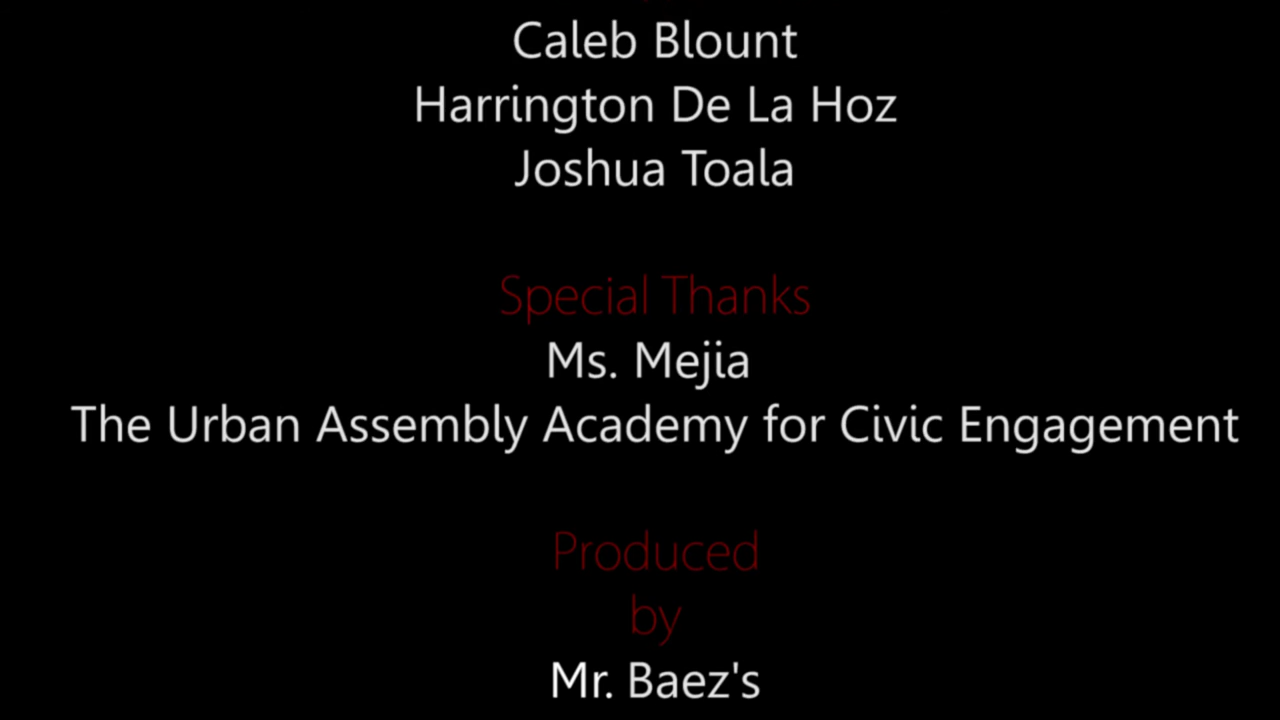 Caleb Blount
Harrington De La Hoz
Joshua Toala
Special Thanks
Ms. Mejia
The Urban Assembly Academy for Civic Engagement
Produced
by
Mr. Baez's